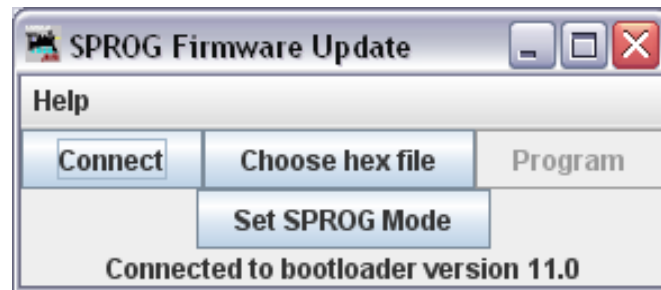 SPROG Firmware Update
Help
Connect Choose hex file Program
Set SPROG Mode
Connected to bootloader version 11.0